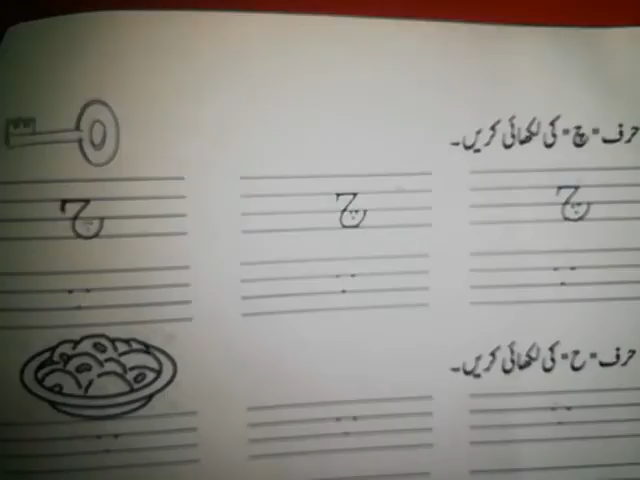 حرف "چ" کی لکھائی کریں۔
چ چ چ
حرف "ح" کی لکھائی کریں۔